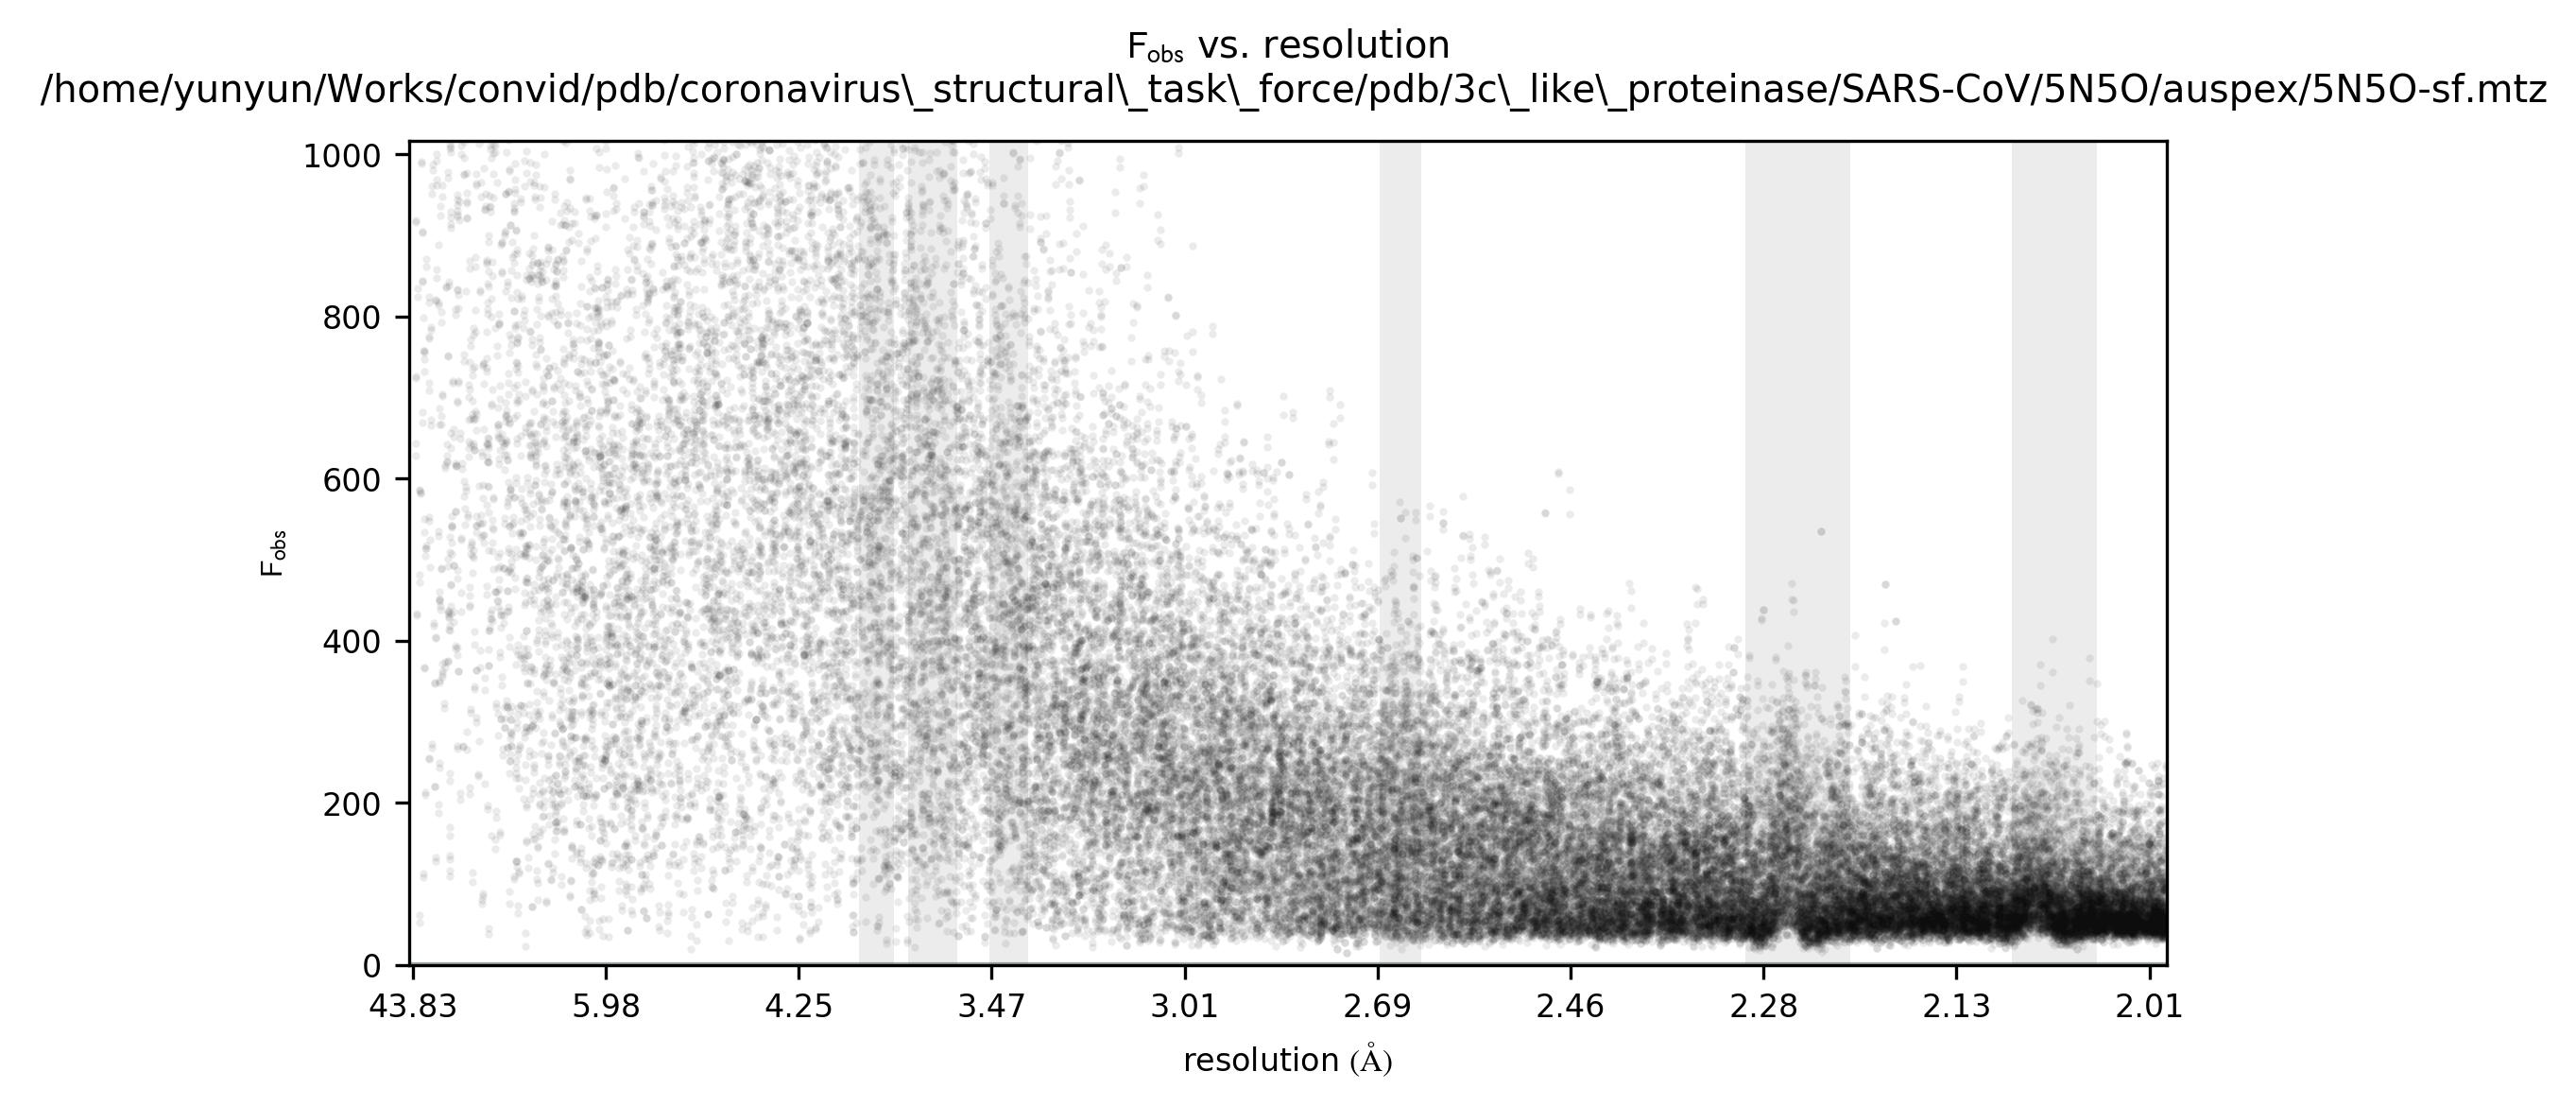 Fobs vs. resolution
/home/yunyun/Works/convid/pdb/coronavirus\_structural\_task\_force/pdb/3c\_like\_proteinase/SARS-CoV/5N5O/auspex/5N5O-sf.mtz
1000
800
600
400
200
0
Fobs
43.83 5.98 4.25 3.47 3.01 2.69 2.46 2.28 2.13 2.01
resolution (Å)